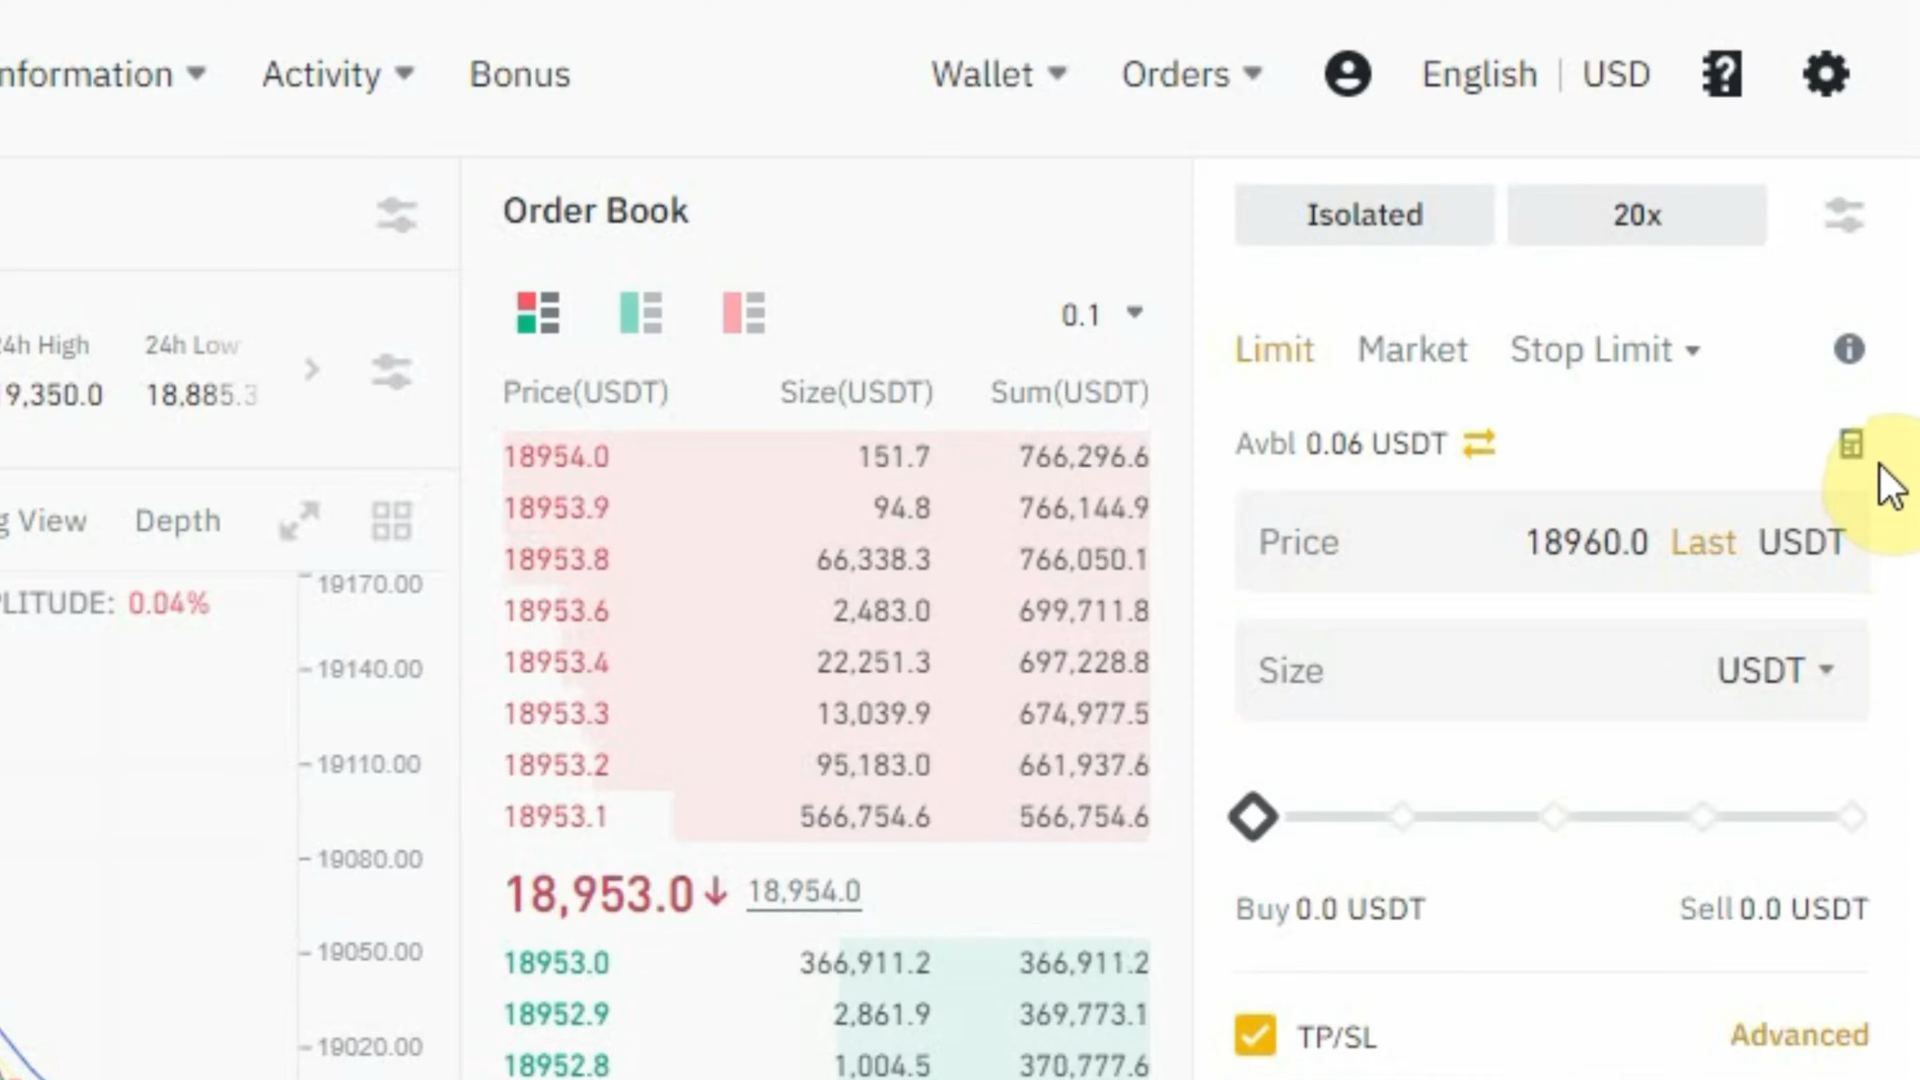 nformation Activity Bonus Wallet Orders English | USD
Order Book
Isolated 20x
0.1
Limit Market Stop Limit
24h High 24h Low
19,350.0 18,885.3
Price(USDT) Size(USDT) Sum(USDT)
Avbl 0.06 USDT
18954.0 151.7 766,296.6
18953.9 94.8 766,144.9
18953.8 66,338.3 766,050.1
18953.6 2,483.0 699,711.8
18953.4 22,251.3 697,228.8
18953.3 13,039.9 674,977.5
18953.2 95,183.0 661,937.6
18953.1 566,754.6 566,754.6
18,953.0 18,954.0
18953.0 366,911.2 366,911.2
18952.9 2,861.9 369,773.1
18952.8 1,004.5 370,777.6
Price 18960.0 Last USDT
Size USDT
Buy 0.0 USDT Sell 0.0 USDT
TP/SL Advanced
g View Depth
PLITUDE: 0.04%
19170.00
19140.00
19110.00
19080.00
19050.00
19020.00